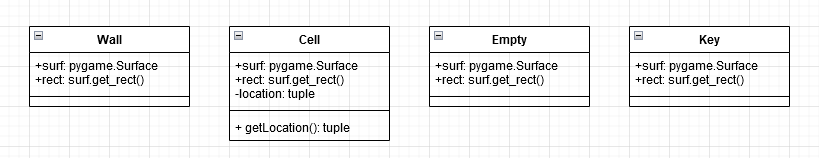 Wall
+surf: pygame.Surface
+rect: surf.get_rect()
Cell
+surf: pygame.Surface
+rect: surf.get_rect()
-location: tuple
+ getLocation(): tuple
Empty
+surf: pygame.Surface
+rect: surf.get_rect()
Key
+surf: pygame.Surface
+rect: surf.get_rect()